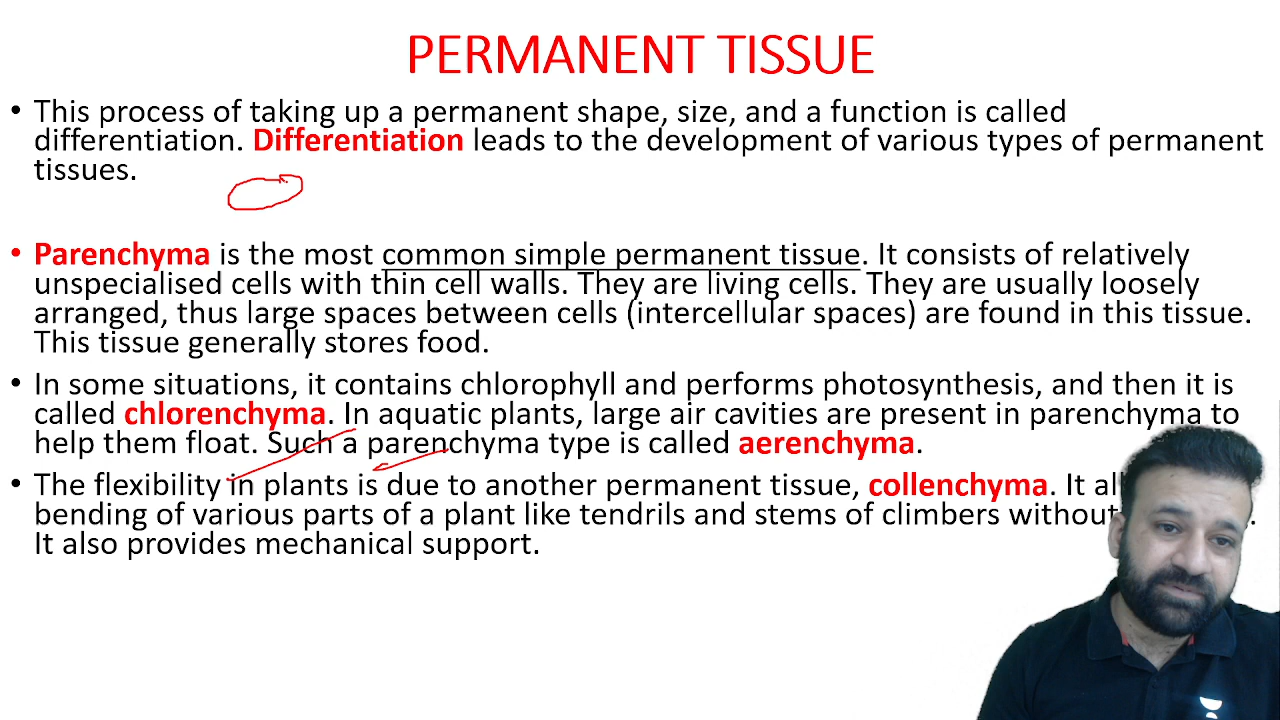 PERMANENT TISSUE
• This process of taking up a permanent shape, size, and a function is called
differentiation. Differentiation leads to the development of various types of permanent
tissues.
• Parenchyma is the most common simple permanent tissue. It consists of relatively
unspecialised cells with thin cell walls. They are living cells. They are usually loosely
arranged, thus large spaces between cells (intercellular spaces) are found in this tissue.
This tissue generally stores food.
• In some situations, it contains chlorophyll and performs photosynthesis, and then it is
called chlorenchyma. In aquatic plants, large air cavities are present in parenchyma to
help them float. Such a parenchyma type is called aerenchyma.
• The flexibility in plants is due to another permanent tissue, collenchyma. It
bending of various parts of a plant like tendrils and stems of climbers without
It also provides mechanical support.